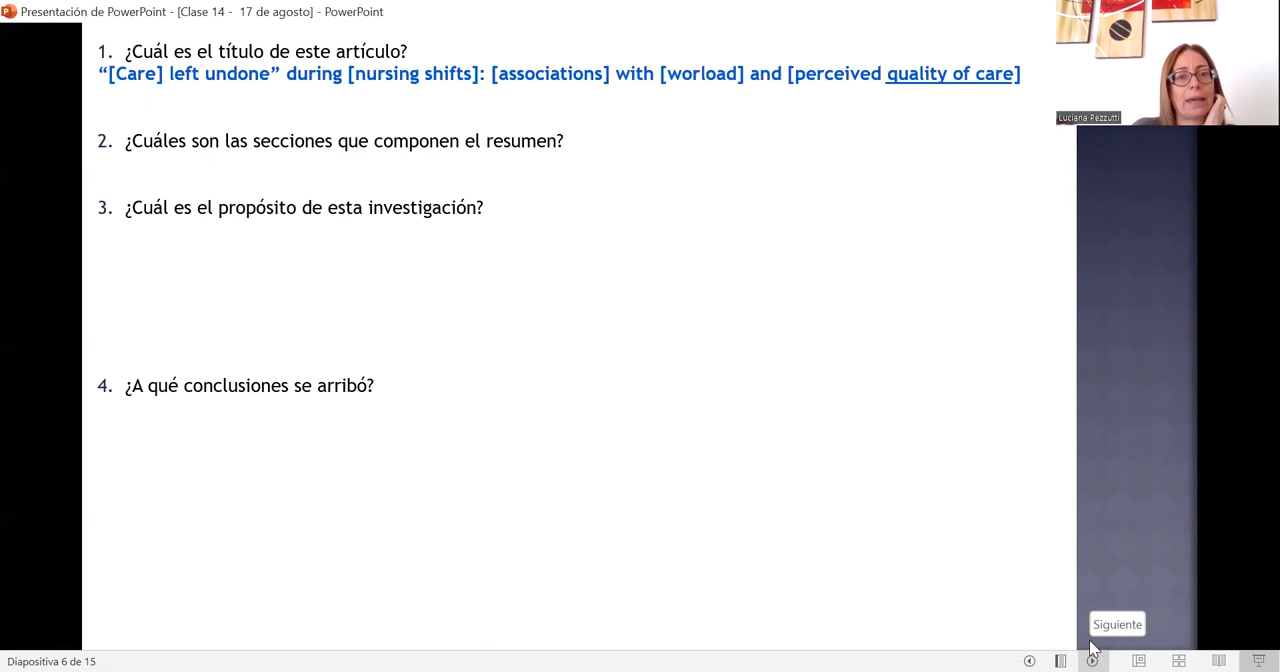 Presentación de PowerPoint - [Clase 14 - 17 de agosto] - PowerPoint
1. ¿Cuál es el título de este artículo?
“[Care] left undone” during [nursing shifts]: [associations] with [worload] and [perceived quality of care]
2. ¿Cuáles son las secciones que componen el resumen?
3. ¿Cuál es el propósito de esta investigación?
4. ¿A qué conclusiones se arribó?
Luciana Pezzutti
Siguiente
Diapositiva 6 de 15